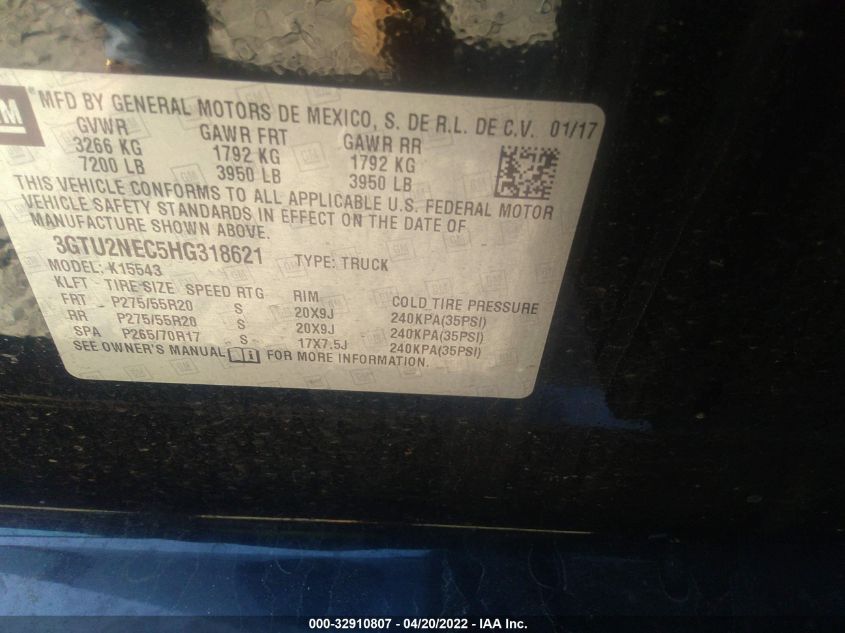 GM ® MFD BY GENERAL MOTORS DE MEXICO, S. DE R.L. DE C.V. 01/17
GVWR GAWR FRT GAWR RR
3266 KG 1792 KG 1792 KG
7200 LB 3950 LB 3950 LB
THIS VEHICLE CONFORMS TO ALL APPLICABLE U.S. FEDERAL MOTOR
VEHICLE SAFETY STANDARDS IN EFFECT ON THE DATE OF
MANUFACTURE SHOWN ABOVE.
3GTU2NEC5HG318621 TYPE: TRUCK
MODEL: K15543
KLFT TIRE SIZE SPEED RTG RIM COLD TIRE PRESSURE
FRT P275/55R20 S 20X9J 240KPA(35PSI)
RR P275/55R20 S 20X9J 240KPA(35PSI)
SPA P265/70R17 S 17X7.5J 240KPA(35PSI)
SEE OWNER'S MANUAL FOR MORE INFORMATION.
000-32910807 - 04/20/2022 - IAA Inc.